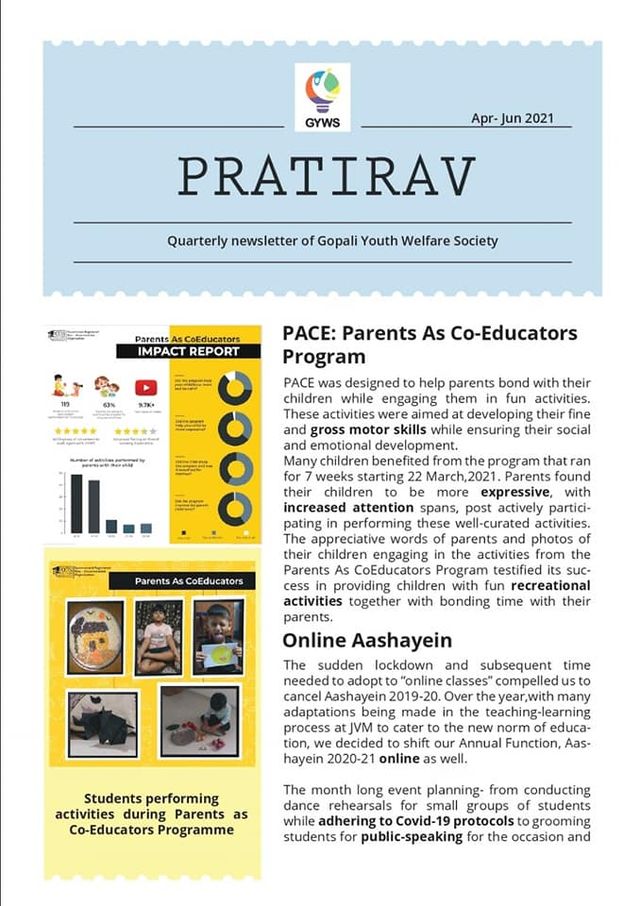 GYWS
Apr- Jun 2021
PRATIRAV
Quarterly newsletter of Gopali Youth Welfare Society
Parents As CoEducators
IMPACT REPORT
119
63%
9.7K+
Number of activities performed by
parents with their child
Parents As CoEducators
Students performing
activities during Parents as
Co-Educators Programme
PACE: Parents As Co-Educators
Program
PACE was designed to help parents bond with their
children while engaging them in fun activities.
These activities were aimed at developing their fine
and gross motor skills while ensuring their social
and emotional development.
Many children benefited from the program that ran
for 7 weeks starting 22 March,2021. Parents found
their children to be more expressive, with
increased attention spans, post actively partici-
pating in performing these well-curated activities.
The appreciative words of parents and photos of
their children engaging in the activities from the
Parents As CoEducators Program testified its suc-
cess in providing children with fun recreational
activities together with bonding time with their
parents.
Online Aashayein
The sudden lockdown and subsequent time
needed to adopt to “online classes” compelled us to
cancel Aashayein 2019-20. Over the year,with many
adaptations being made in the teaching-learning
process at JVM to cater to the new norm of educa-
tion, we decided to shift our Annual Function, Aas-
hayein 2020-21 online as well.
The month long event planning- from conducting
dance rehearsals for small groups of students
while adhering to Covid-19 protocols to grooming
students for public-speaking for the occasion and